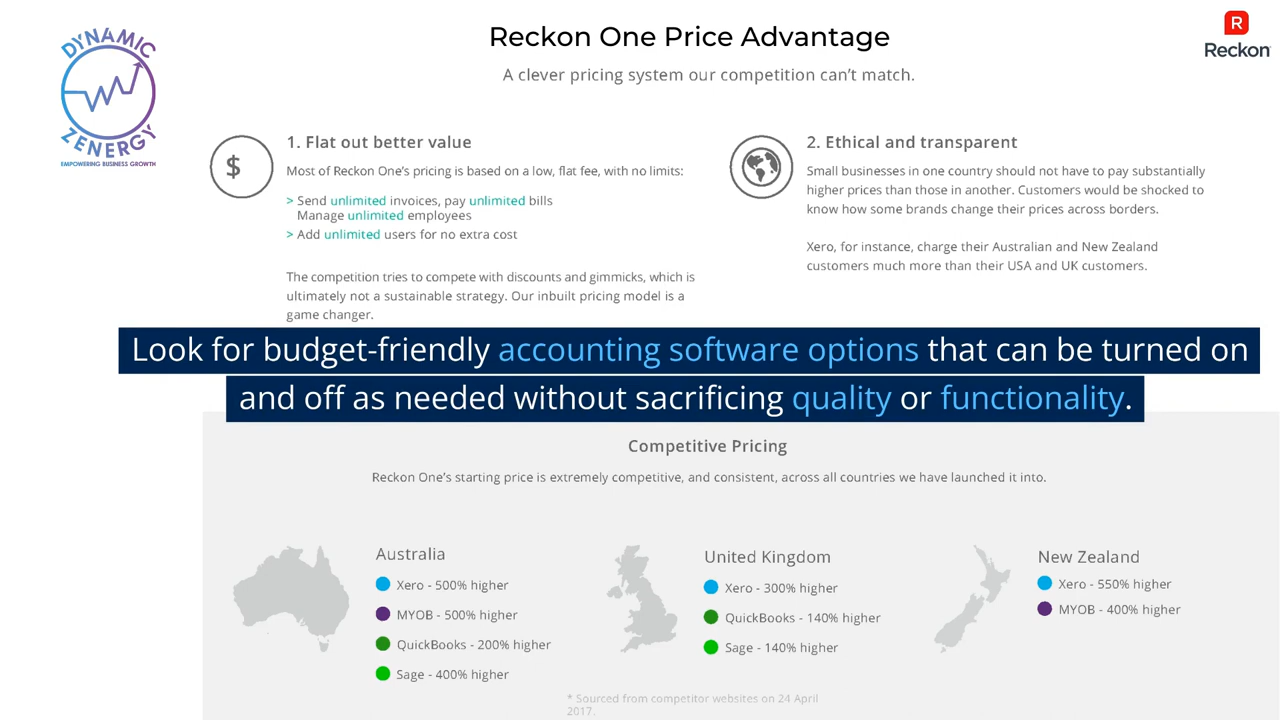 DYNAMIC
ZENERGY
EMPOWERING BUSINESS GROWTH
Reckon One Price Advantage
A clever pricing system our competition can't match.
R
Reckon
$
1. Flat out better value
Most of Reckon One's pricing is based on a low, flat fee, with no limits:
> Send unlimited invoices, pay unlimited bills
Manage unlimited employees
> Add unlimited users for no extra cost
The competition tries to compete with discounts and gimmicks, which is
ultimately not a sustainable strategy. Our inbuilt pricing model is a
game changer.
2. Ethical and transparent
Small businesses in one country should not have to pay substantially
higher prices than those in another. Customers would be shocked to
know how some brands change their prices across borders.
Xero, for instance, charge their Australian and New Zealand
customers much more than their USA and UK customers.
Look for budget-friendly accounting software options that can be turned on
and off as needed without sacrificing quality or functionality.
Competitive Pricing
Reckon One's starting price is extremely competitive, and consistent, across all countries we have launched it into.
Australia
Xero - 500% higher
MYOB - 500% higher
QuickBooks - 200% higher
Sage - 400% higher
United Kingdom
Xero - 300% higher
QuickBooks - 140% higher
Sage - 140% higher
New Zealand
Xero - 550% higher
MYOB - 400% higher
* Sourced from competitor websites on 24 April
2017.